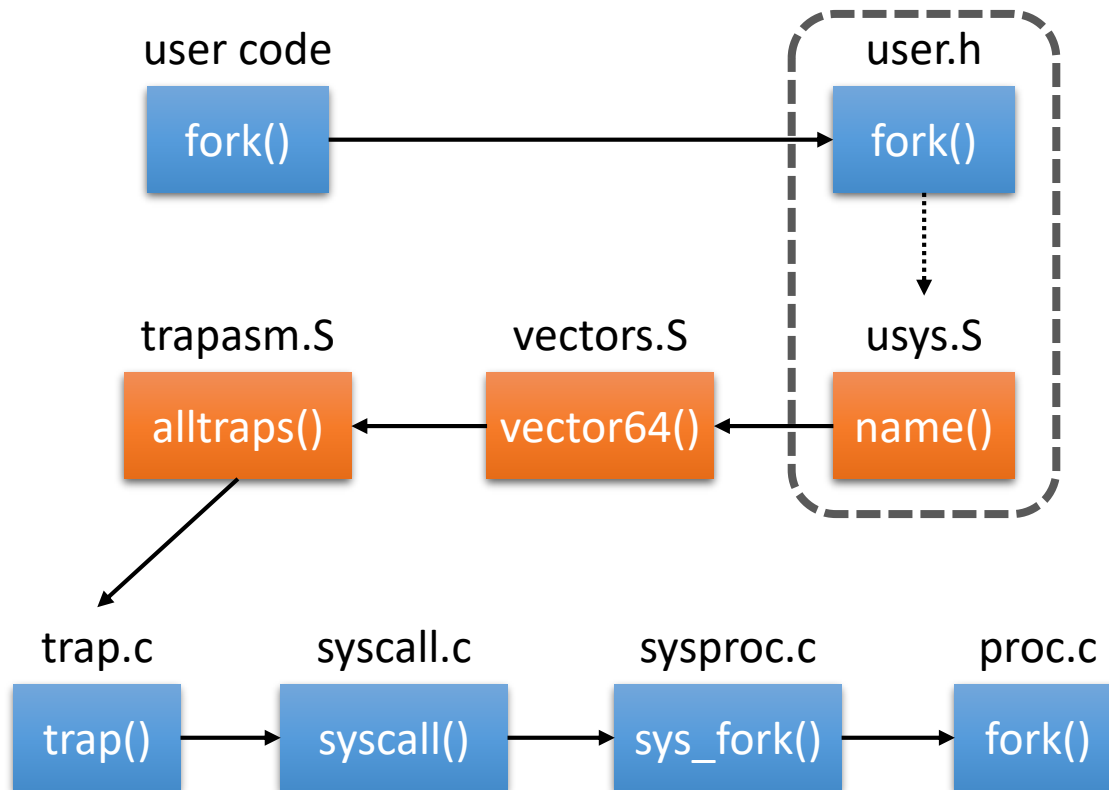 user code
user.h
fork()
fork()
trapasm.S
vectors.S
usys.S
alltraps()
vector64()
name()
trap.c
syscall.c
sysproc.c
proc.c
trap()
syscall()
sys_fork()
fork()